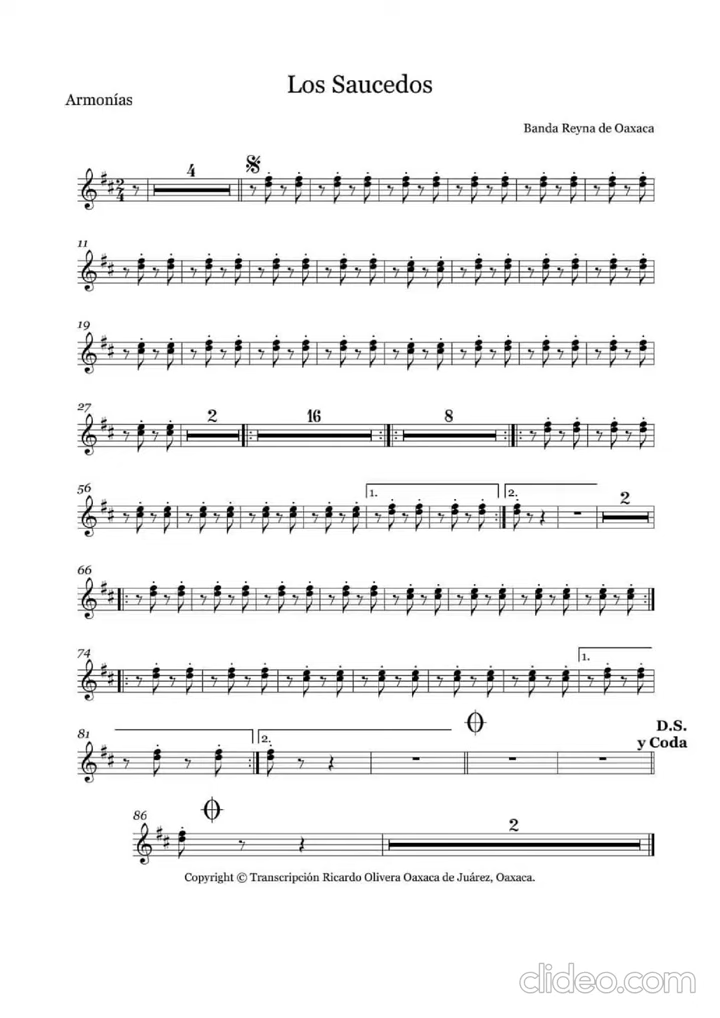 Los Saucedos
Armonías
Banda Reyna de Oaxaca
4
11
19
27
2
16
8
56
1.
2.
2
66
74
1.
81
2.
D.S.
y Coda
86
2
Copyright © Transcripción Ricardo Olivera Oaxaca de Juárez, Oaxaca.
clideo.com